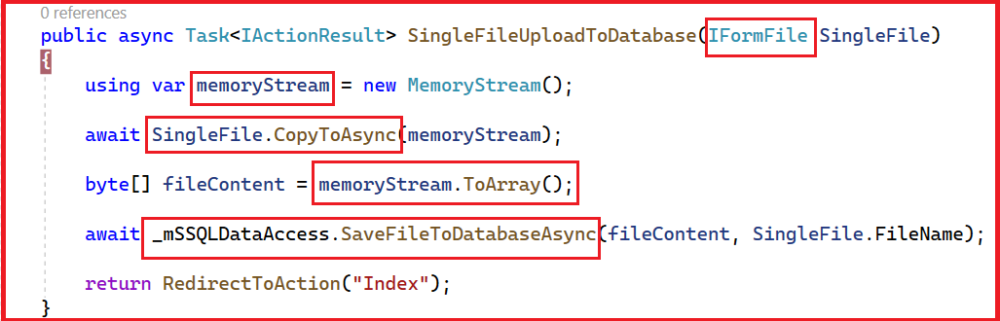 0 references
public async Task<IActionResult> SingleFileUploadToDatabase(IFormFile SingleFile)
{
using var memoryStream = new MemoryStream();
await SingleFile.CopyToAsync(memoryStream);
byte[] fileContent = memoryStream.ToArray();
await _mSSQLDataAccess.SaveFileToDatabaseAsync(fileContent, SingleFile.FileName);
return RedirectToAction("Index");
}